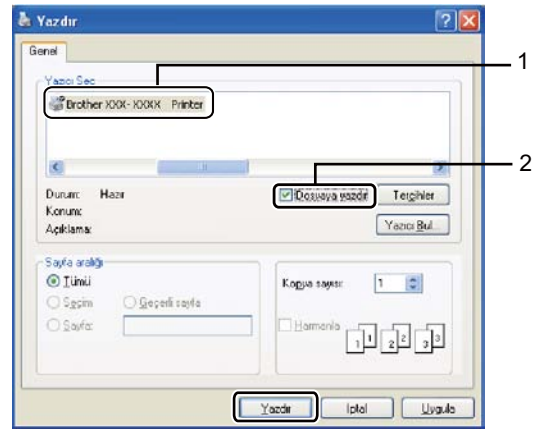 Yazdır
Genel
1
Yazıcı Seç
Brother XXX-XXXX Printer
2
Durum: Hazır
Dosyaya yazdır
Tercihler
Konum:
Açıklama:
Yazıcı Bul...
Sayfa aralığı
Tümü
Seçim
Geçerli sayfa
Sayfa:
Kopya sayısı:
1
Harmanla
1 1 2 2 3 3
Yazdır
İptal
Uygula